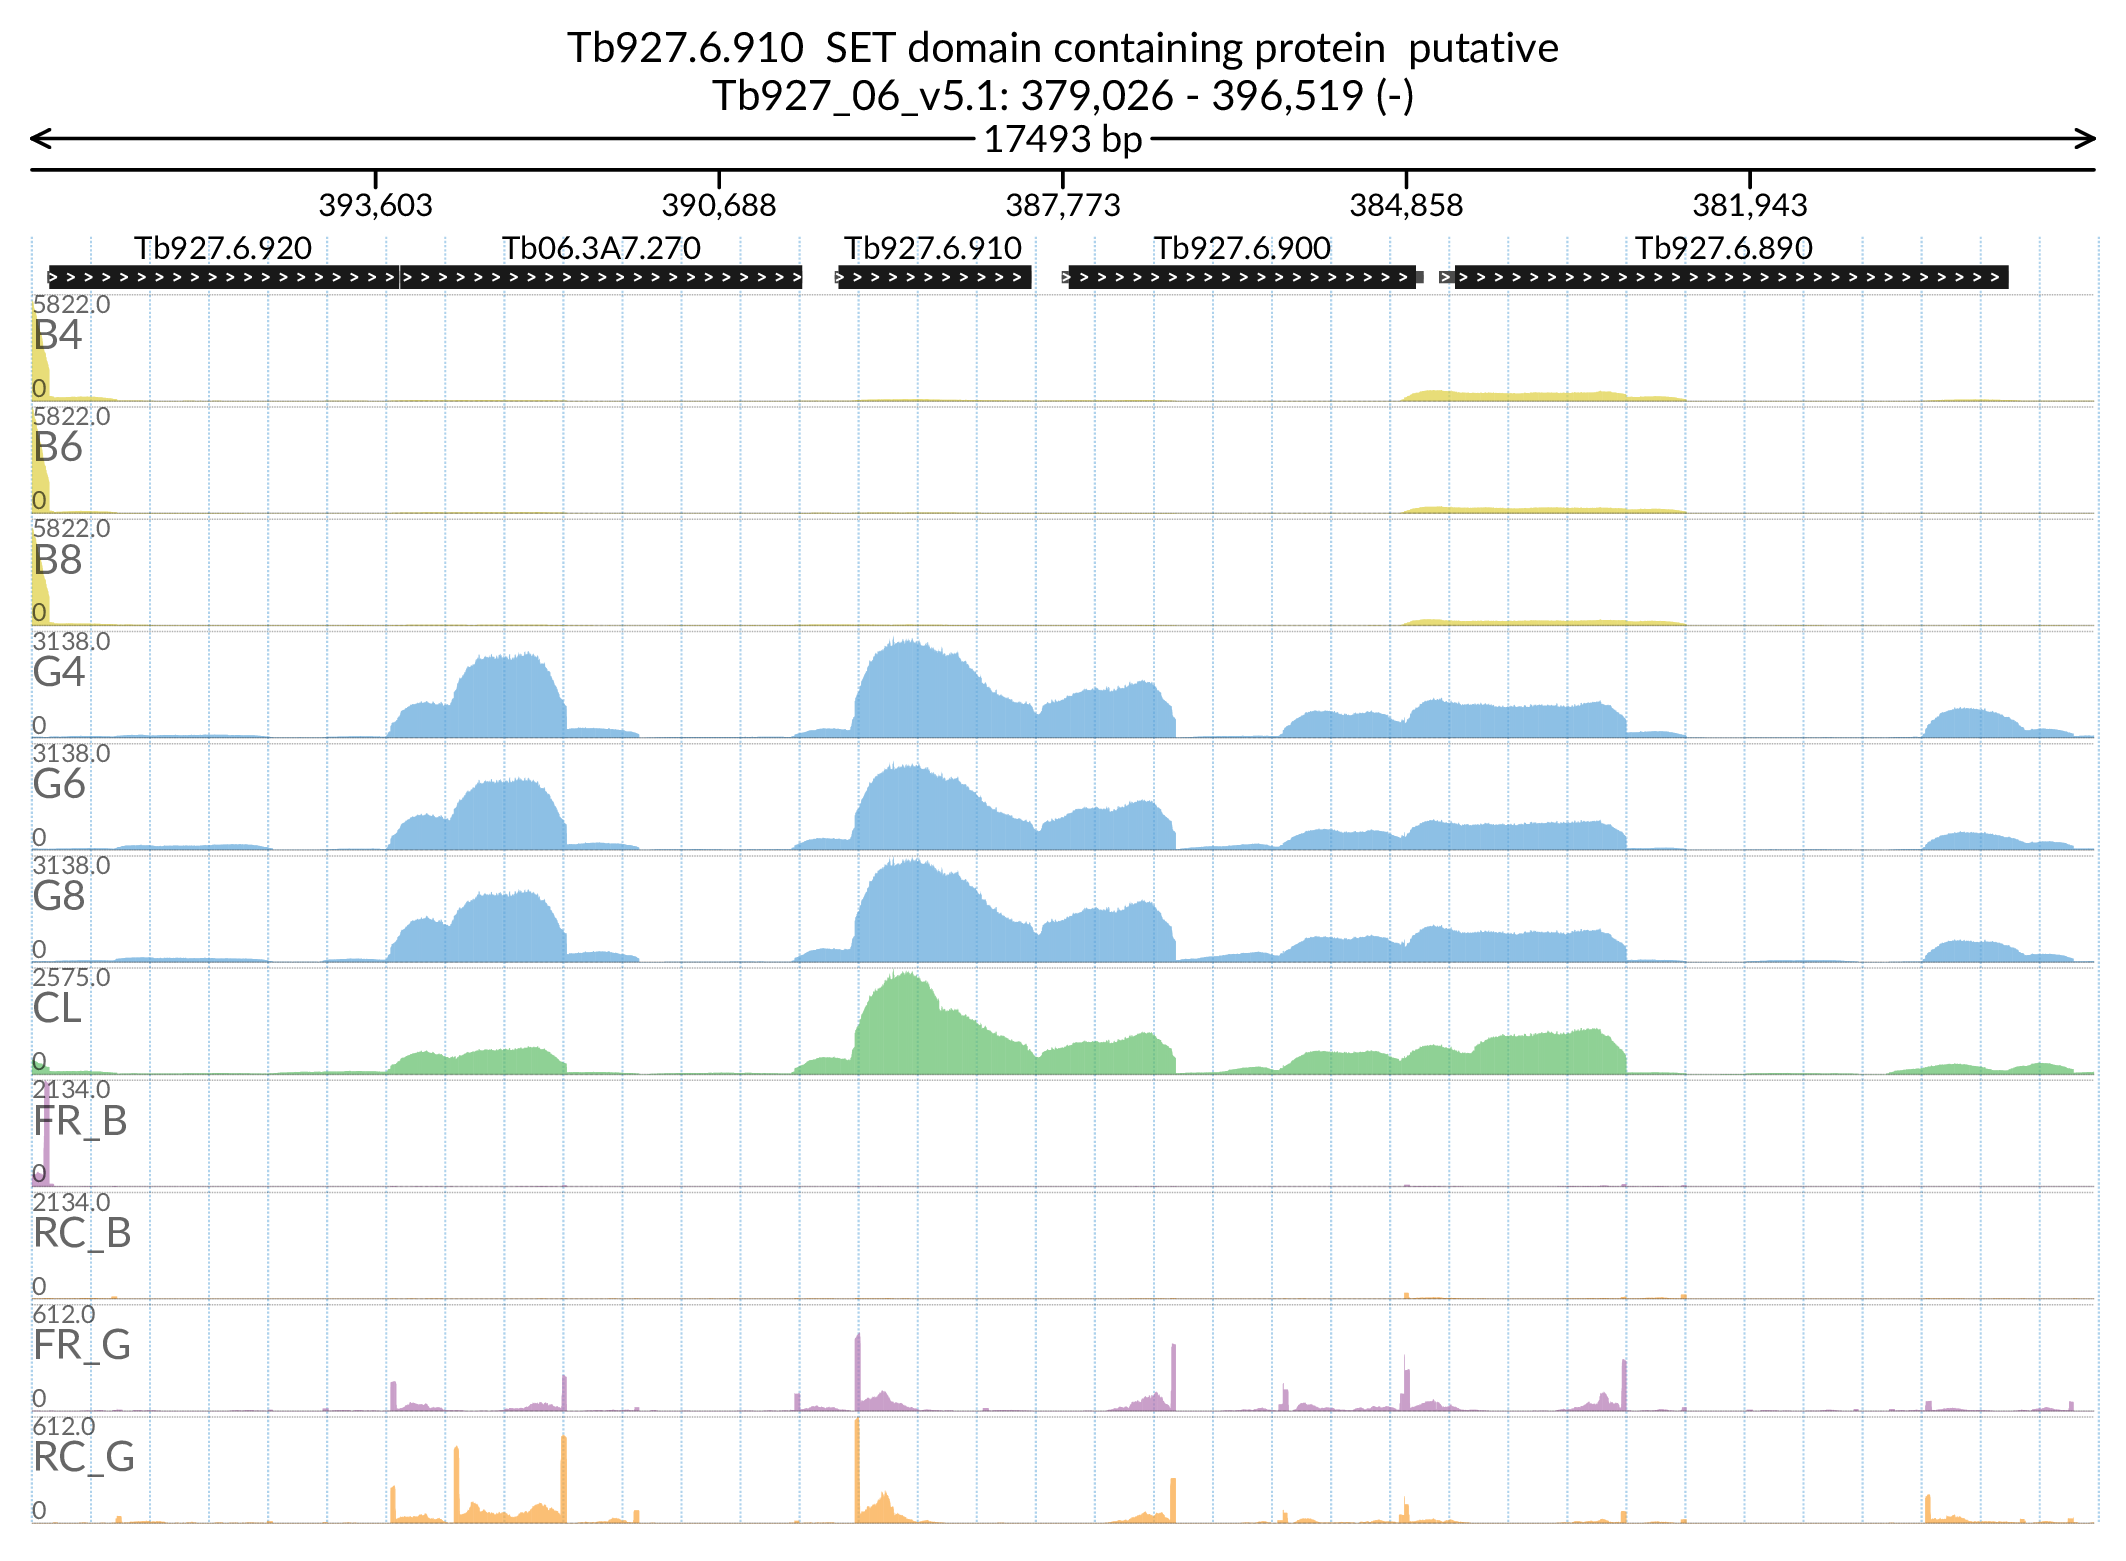 Tb927.6.910  SET domain containing protein  putative
Tb927_06_v5.1: 379,026 - 396,519 (-)
17493 bp
393,603 390,688 387,773 384,858 381,943
Tb927.6.920 Tb06.3A7.270 Tb927.6.910 Tb927.6.900 Tb927.6.890
5822.0
B4
0
5822.0
B6
0
5822.0
B8
0
3138.0
G4
0
3138.0
G6
0
3138.0
G8
0
2575.0
CL
0
2134.0
FR_B
0
2134.0
RC_B
0
612.0
FR_G
0
612.0
RC_G
0